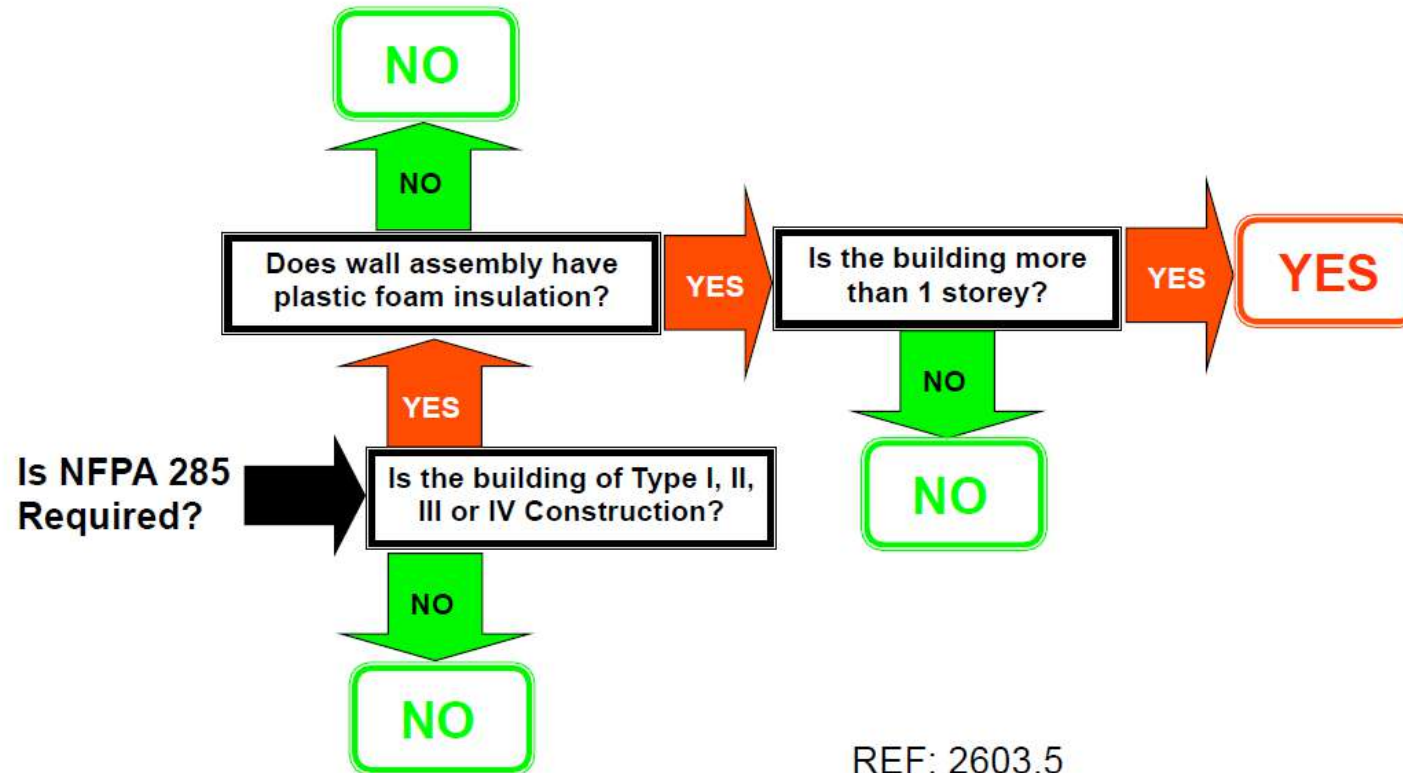 NO
NO
Does wall assembly have
plastic foam insulation?
YES
Is the building more
than 1 storey?
YES
YES
YES
NO
Is NFPA 285
Required?
Is the building of Type I, II,
III or IV Construction?
NO
NO
NO
REF: 2603.5